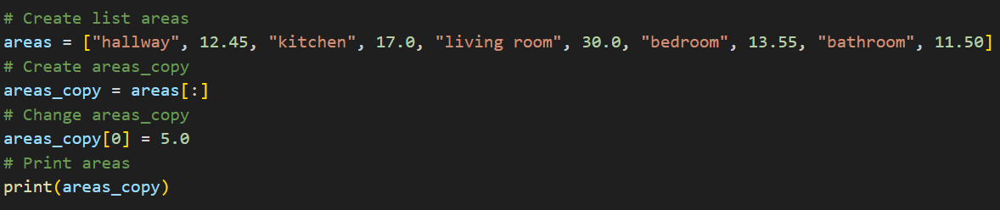 # Create list areas
areas = ["hallway", 12.45, "kitchen", 17.0, "living room", 30.0, "bedroom", 13.55, "bathroom", 11.50]
# Create areas_copy
areas_copy = areas[:]
# Change areas_copy
areas_copy[0] = 5.0
# Print areas
print(areas_copy)